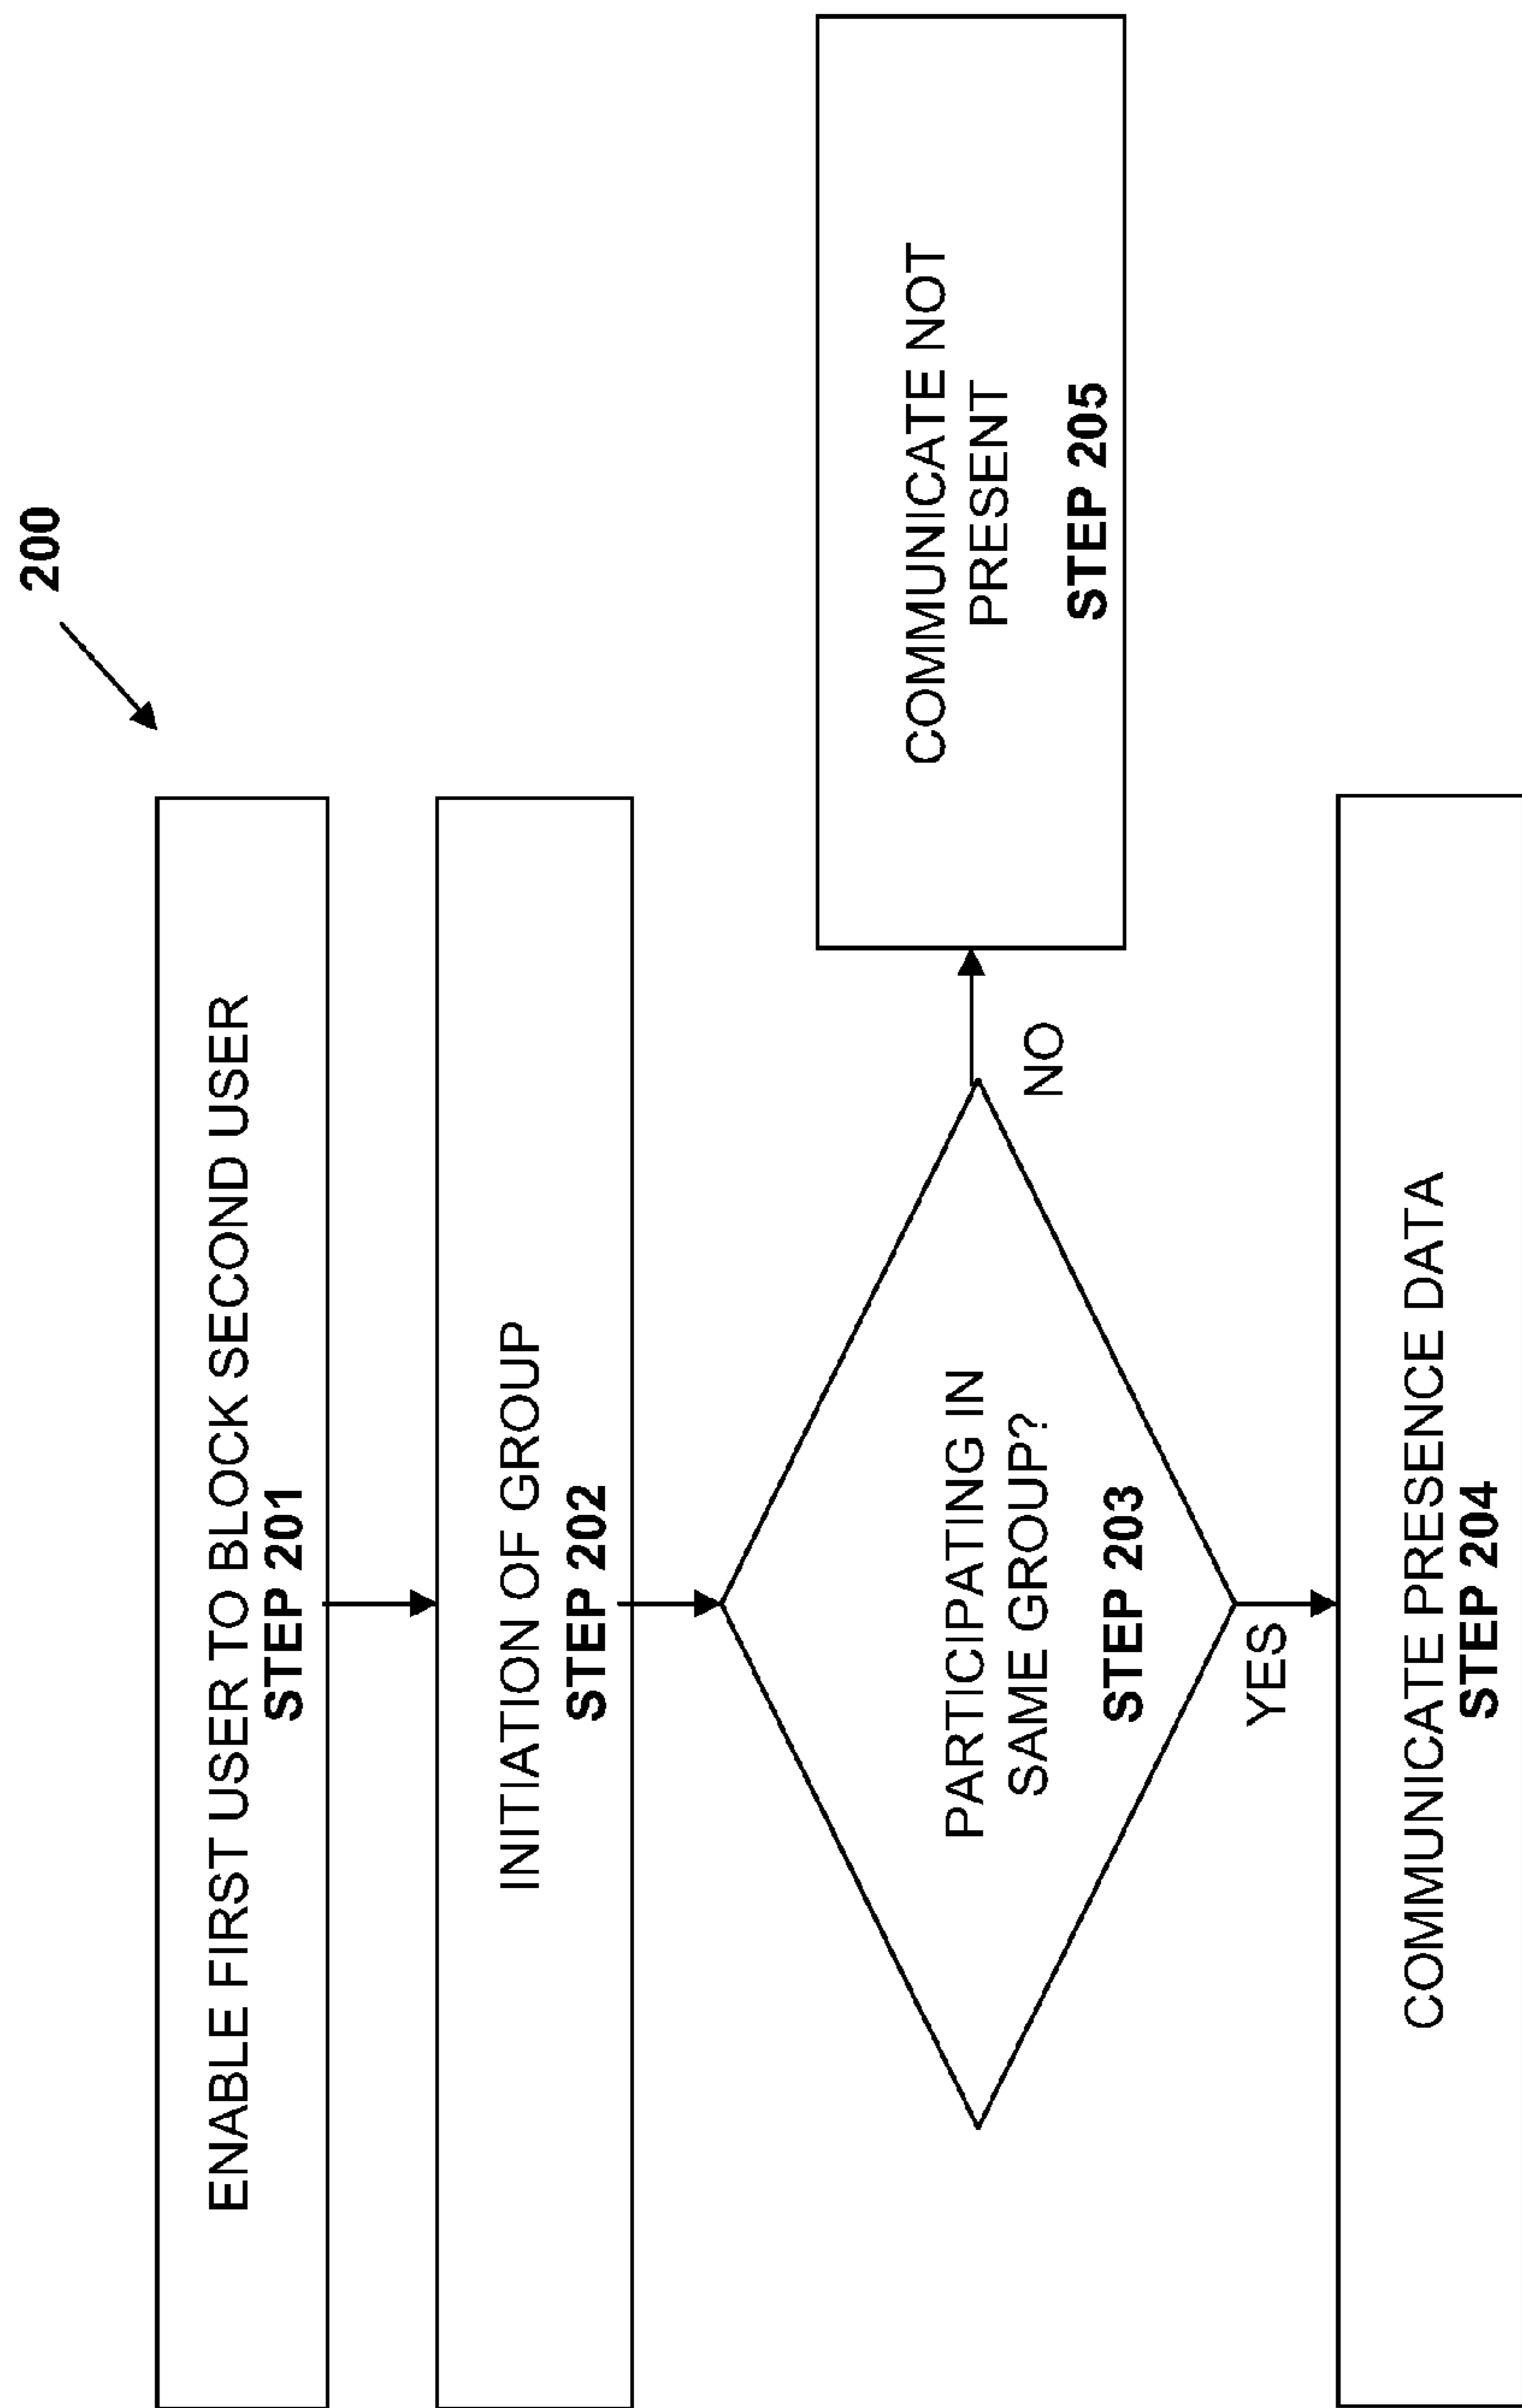 200
ENABLE FIRST USER TO BLOCK SECOND USER
STEP 201
INITIATION OF GROUP
STEP 202
PARTICIPATING IN
SAME GROUP?
STEP 203
NO
COMMUNICATE NOT
PRESENT
STEP 205
YES
COMMUNICATE PRESENCE DATA
STEP 204